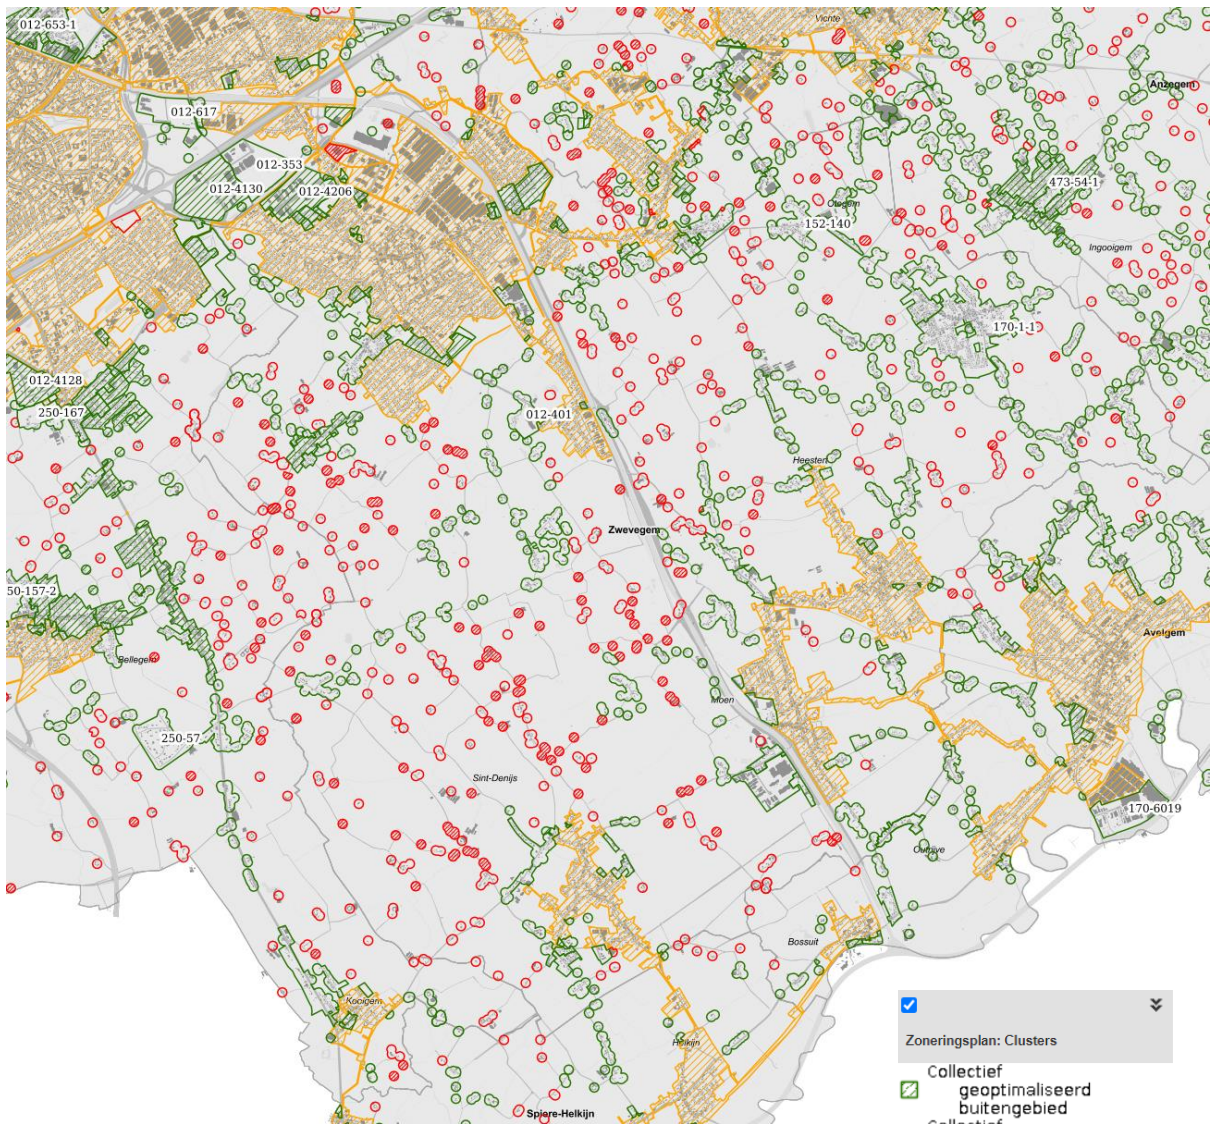 012-653-1
Vichte
Anzegem
012-617
012-353
012-4130
012-4206
473-54-1
Otegem
152-140
Ingooigem
170-1-1
012-4128
250-167
012-401
Heestert
Zwevegem
50-157-2
Avelgem
Bellegem
Moen
250-57
Sint-Denijs
170-6019
Outrijve
Bossuit
Kooigem
Helkijn
Spiere-Helkijn
Zoneringsplan: Clusters
Collectief
geoptimaliseerd
buitengebied
Collectief